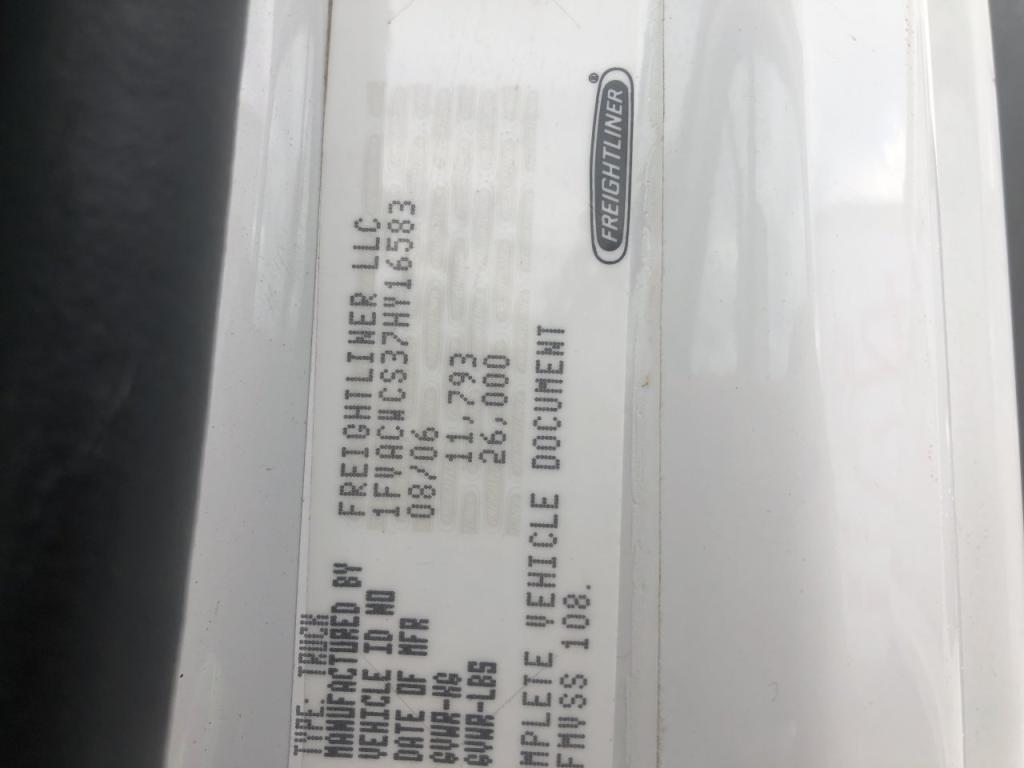 TYPE: TRUCK
MANUFACTURED BY FREIGHTLINER LLC
VEHICLE ID NO 1FVACWCS37HY16583
DATE OF MFR 08/06
GVWR-KG 11,793
GVWR-LBS 26,000
MPLETE VEHICLE DOCUMENT
FMVSS 108.
FREIGHTLINER®